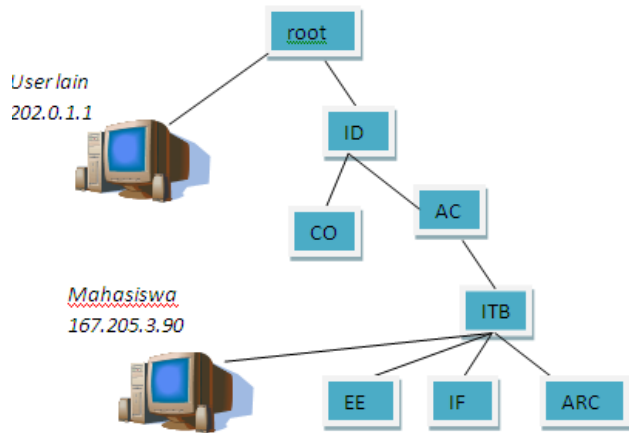 root
User lain
202.0.1.1
ID
CO
AC
Mahasiswa
167.205.3.90
ITB
EE
IF
ARC